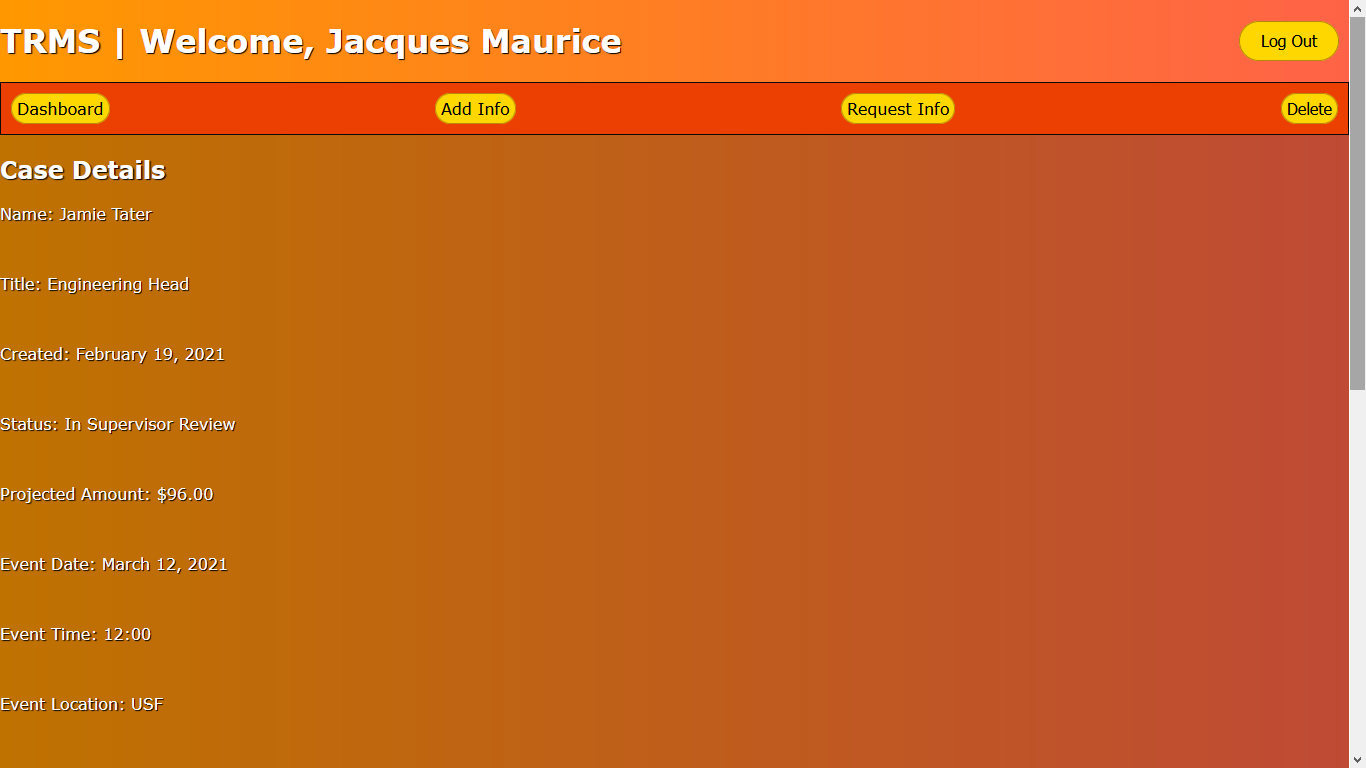 TRMS | Welcome, Jacques Maurice
Log Out
Dashboard
Add Info
Request Info
Delete
Case Details
Name: Jamie Tater
Title: Engineering Head
Created: February 19, 2021
Status: In Supervisor Review
Projected Amount: $96.00
Event Date: March 12, 2021
Event Time: 12:00
Event Location: USF